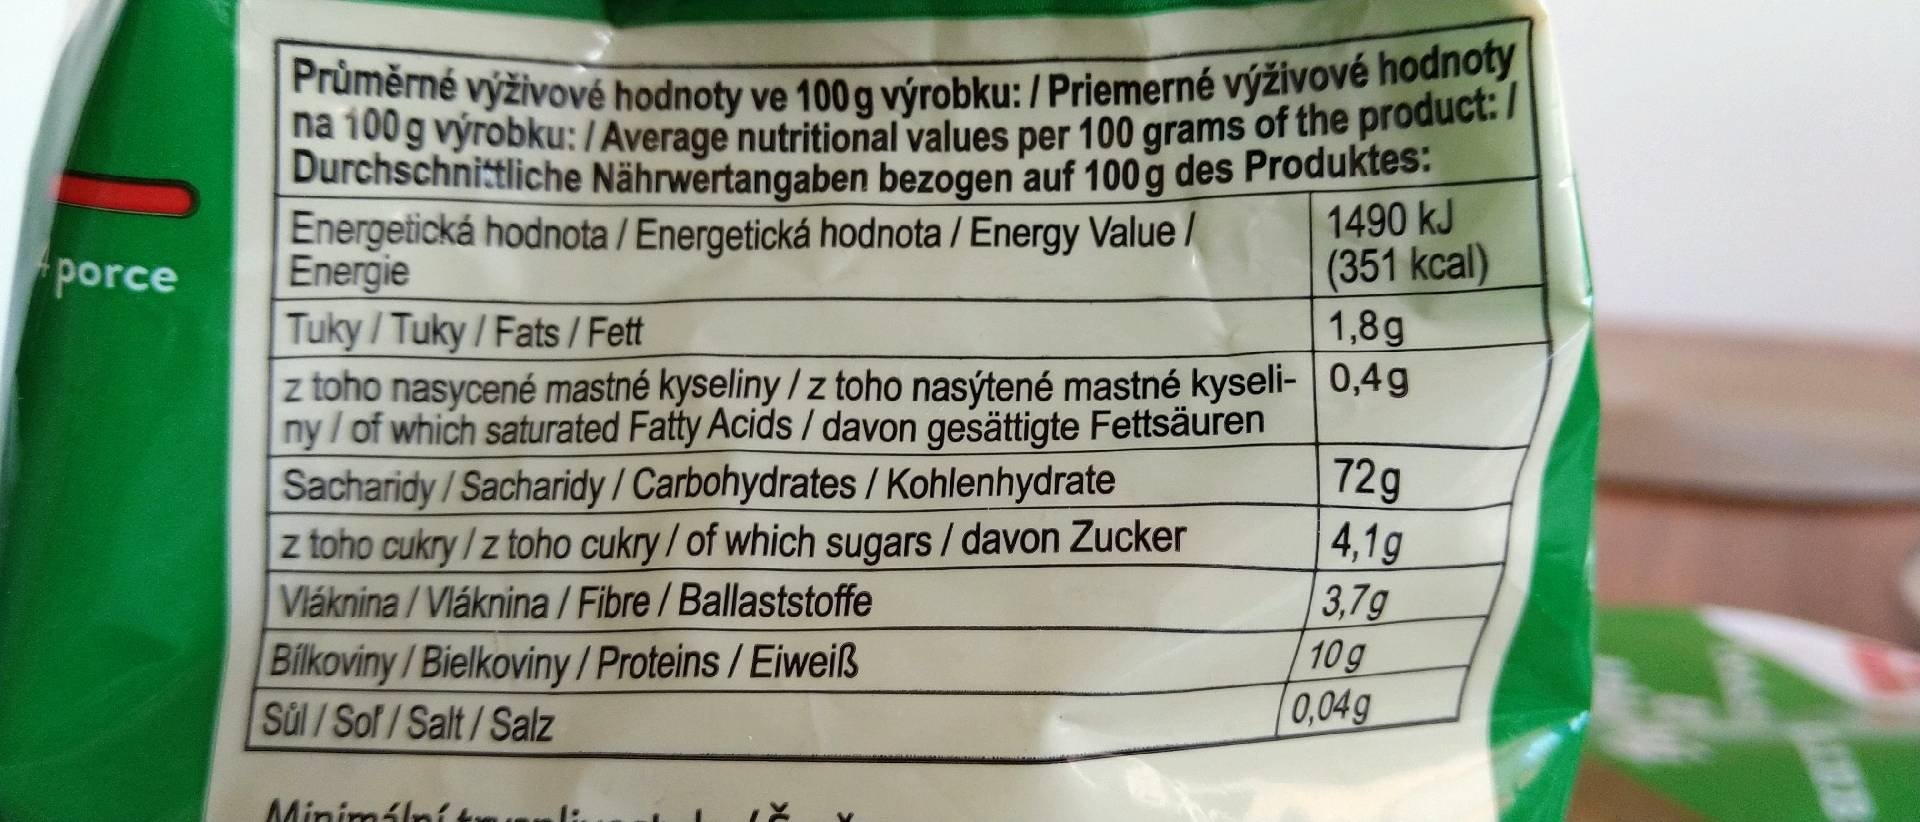 Průměrné výživové hodnoty ve 100g výrobku: / Priemerné výživové hodnoty
na 100g výrobku: / Average nutritional values per 100 grams of the product: /
Durchschnittliche Nährwertangaben bezogen auf 100g des Produktes:
Energetická hodnota / Energetická hodnota / Energy Value /
Energie
1490 kJ
(351 kcal)
Tuky / Tuky / Fats / Fett
1,8g
z toho nasycené mastné kyseliny / z toho nasýtené mastné kyseli-
ny / of which saturated Fatty Acids / davon gesättigte Fettsäuren
0,4g
Sacharidy / Sacharidy / Carbohydrates / Kohlenhydrate
72g
z toho cukry / z toho cukry / of which sugars / davon Zucker
4,1g
Vláknina / Vláknina / Fibre / Ballaststoffe
3,7g
Bílkoviny / Bielkoviny / Proteins / Eiweiß
10g
Sůl / Soľ / Salt / Salz
0,04g
porce
Minimální